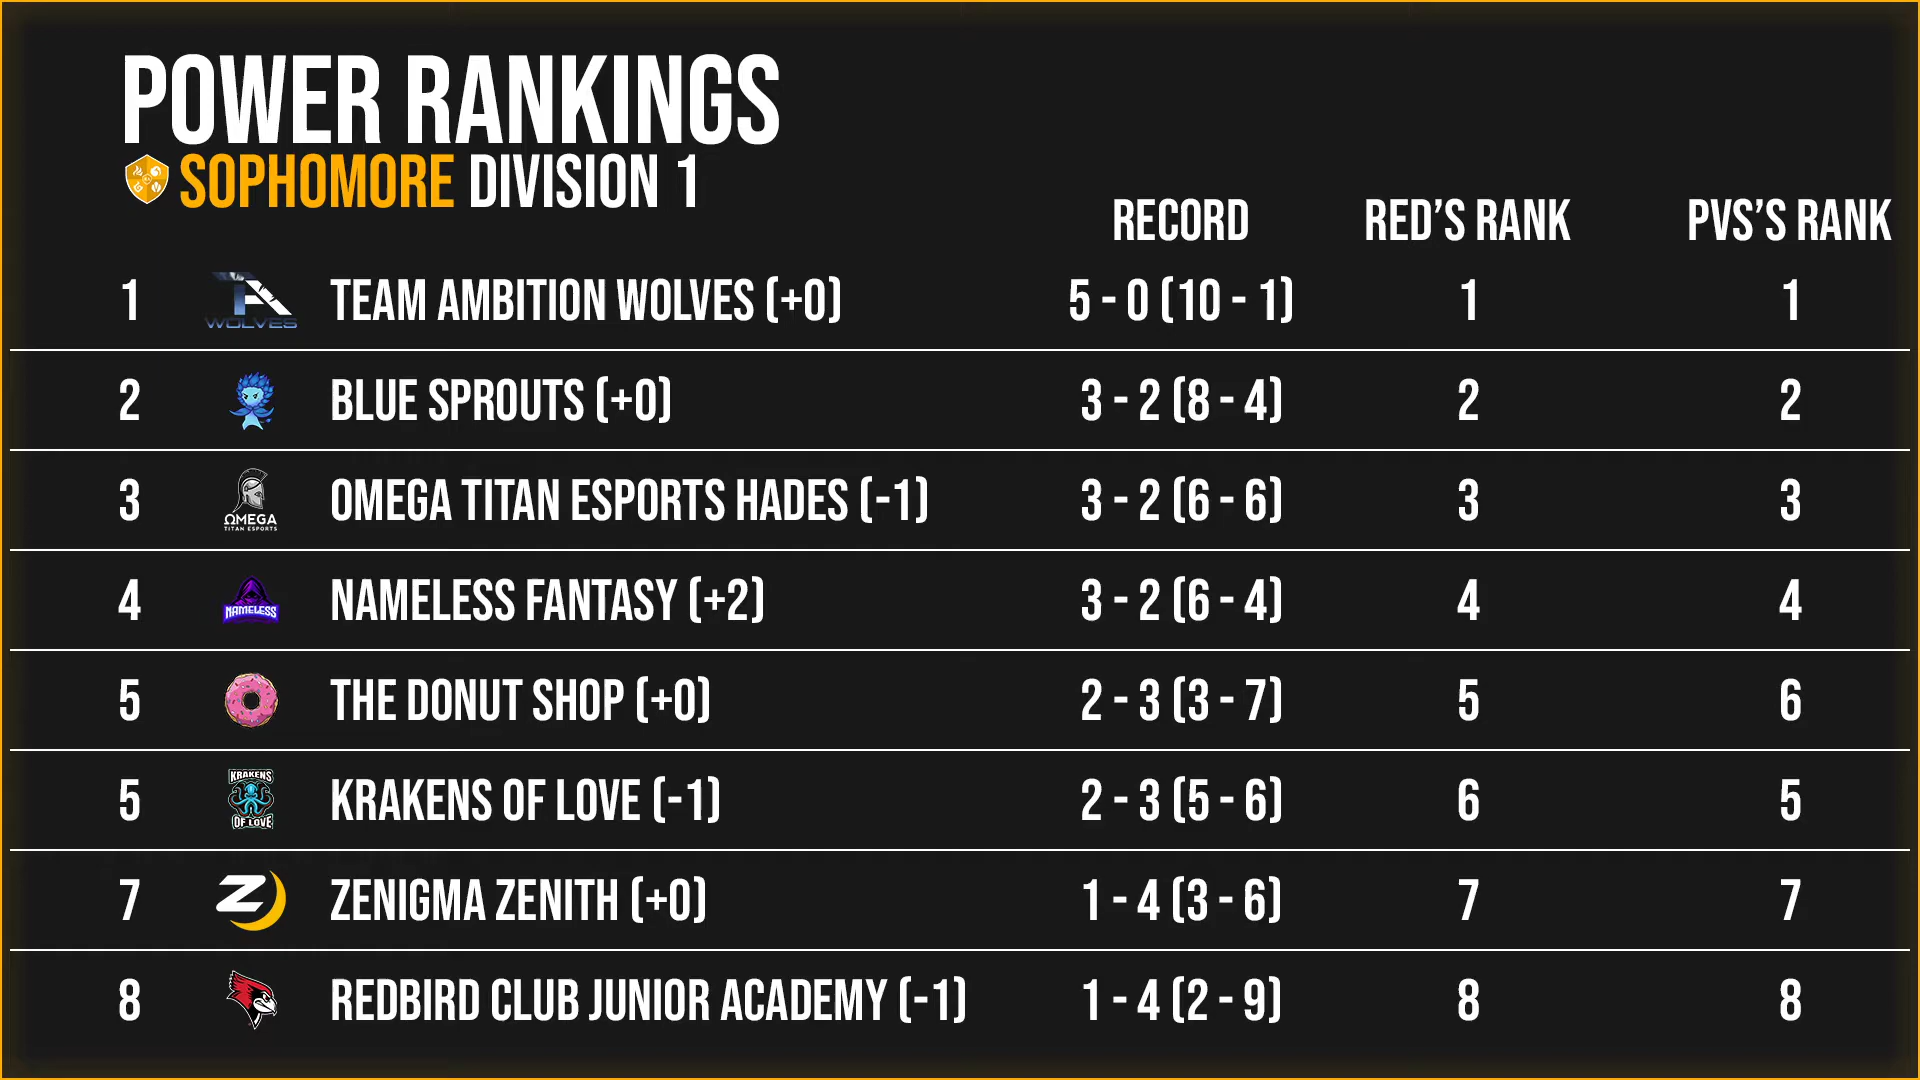 POWER RANKINGS
SOPHOMORE DIVISION 1
RECORD RED’S RANK PVS’S RANK
1 WOLVES TEAM AMBITION WOLVES (+0) 5 - 0 (10 - 1) 1 1
2 BLUE SPROUTS (+0) 3 - 2 (8 - 4) 2 2
3 ΩMEGA TITAN ESPORTS OMEGA TITAN ESPORTS HADES (-1) 3 - 2 (6 - 6) 3 3
4 NAMELESS NAMELESS FANTASY (+2) 3 - 2 (6 - 4) 4 4
5 THE DONUT SHOP (+0) 2 - 3 (3 - 7) 5 6
5 KRAKENS OF LOVE KRAKENS OF LOVE (-1) 2 - 3 (5 - 6) 6 5
7 Z ZENIGMA ZENITH (+0) 1 - 4 (3 - 6) 7 7
8 REDBIRD CLUB JUNIOR ACADEMY (-1) 1 - 4 (2 - 9) 8 8